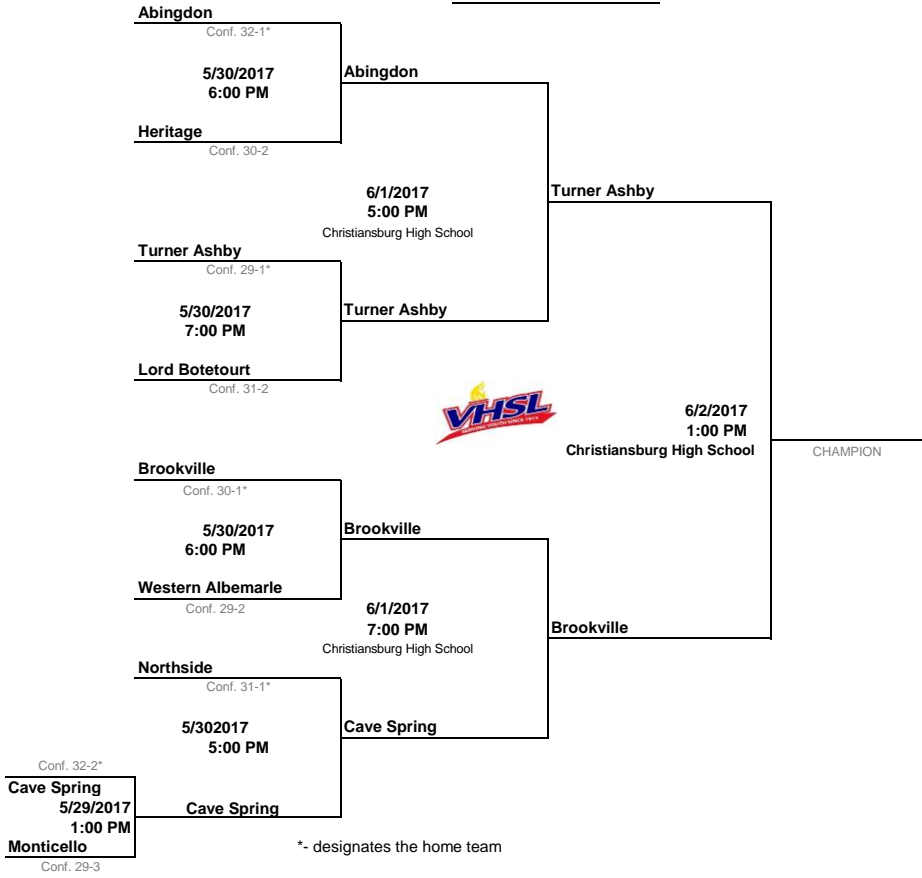 Abingdon
Conf. 32-1*
5/30/2017
6:00 PM
Abingdon
Heritage
Conf. 30-2
6/1/2017
5:00 PM
Christiansburg High School
Turner Ashby
Turner Ashby
Conf. 29-1*
5/30/2017
7:00 PM
Turner Ashby
Lord Botetourt
Conf. 31-2
VHSL
SERVING YOUTH SINCE 1913
6/2/2017
1:00 PM
Christiansburg High School
CHAMPION
Brookville
Conf. 30-1*
5/30/2017
6:00 PM
Brookville
Western Albemarle
Conf. 29-2
6/1/2017
7:00 PM
Christiansburg High School
Brookville
Northside
Conf. 31-1*
5/302017
5:00 PM
Cave Spring
Conf. 32-2*
Cave Spring
5/29/2017
1:00 PM
Cave Spring
Monticello
Conf. 29-3
*- designates the home team